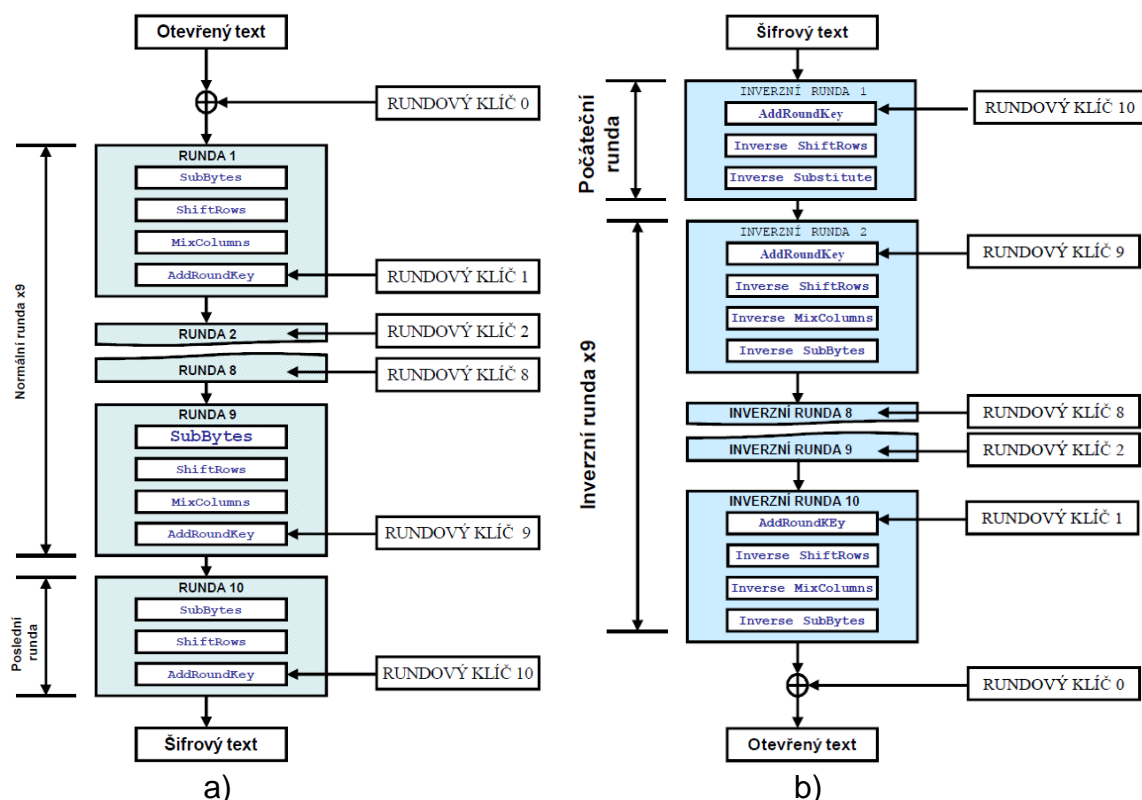 Otevřený text
RUNDOVÝ KLÍČ 0
Normální runda x9
RUNDA 1
SubBytes
ShiftRows
MixColumns
AddRoundKey
RUNDOVÝ KLÍČ 1
RUNDA 2
RUNDOVÝ KLÍČ 2
RUNDA 8
RUNDOVÝ KLÍČ 8
RUNDA 9
SubBytes
ShiftRows
MixColumns
AddRoundKey
RUNDOVÝ KLÍČ 9
Poslední
runda
RUNDA 10
SubBytes
ShiftRows
AddRoundKey
RUNDOVÝ KLÍČ 10
Šifrový text
a)
Šifrový text
Počáteční
runda
INVERZNÍ RUNDA 1
AddRoundKey
RUNDOVÝ KLÍČ 10
Inverse ShiftRows
Inverse Substitute
Inverzní runda x9
INVERZNÍ RUNDA 2
AddRoundKey
RUNDOVÝ KLÍČ 9
Inverse ShiftRows
Inverse MixColumns
Inverse SubBytes
INVERZNÍ RUNDA 8
RUNDOVÝ KLÍČ 8
INVERZNÍ RUNDA 9
RUNDOVÝ KLÍČ 2
INVERZNÍ RUNDA 10
AddRoundKEy
RUNDOVÝ KLÍČ 1
Inverse ShiftRows
Inverse MixColumns
Inverse SubBytes
RUNDOVÝ KLÍČ 0
Otevřený text
b)